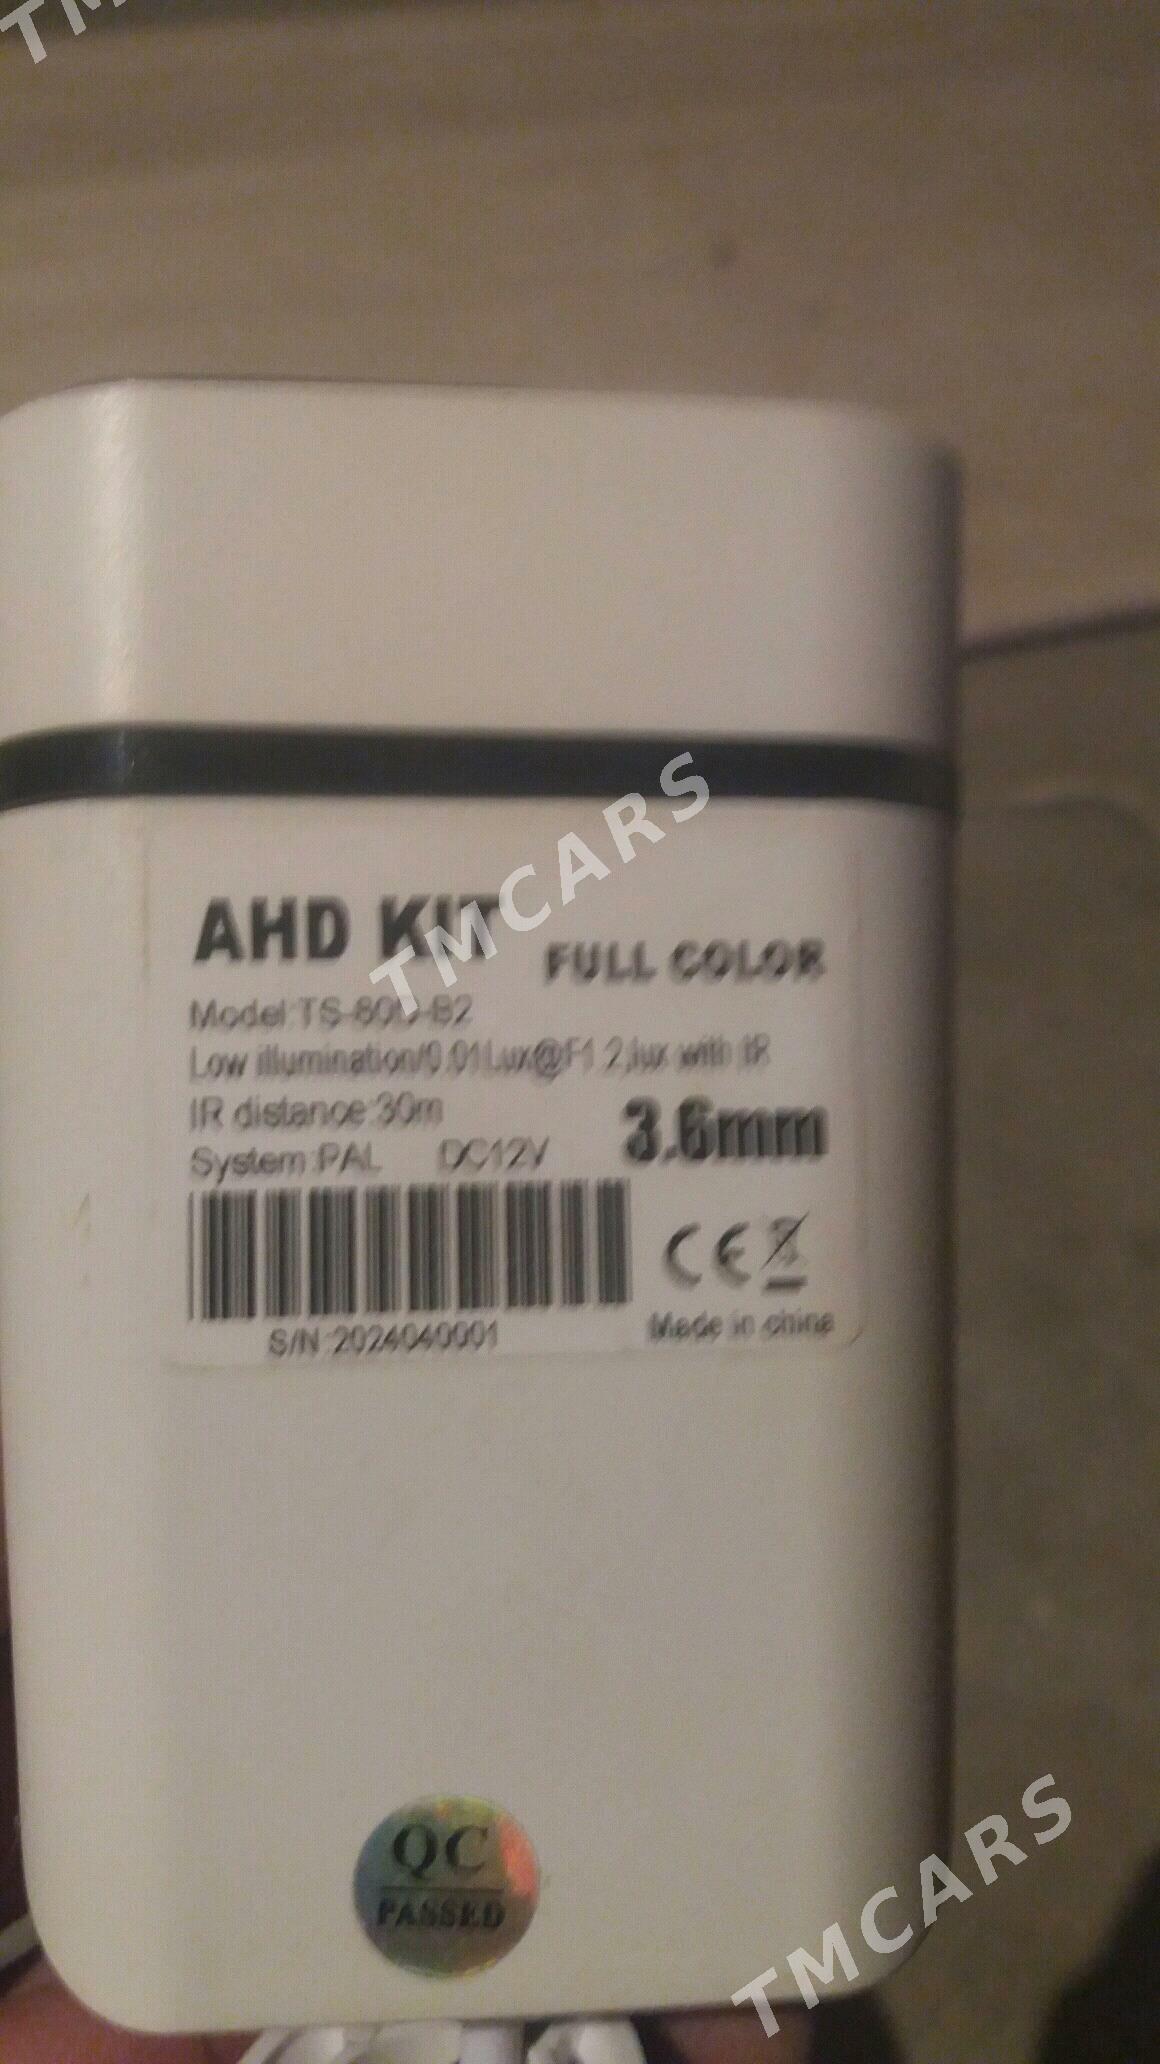 TMCARS
AHD KIT
FULL COLOR
Model:TS-80D-B2
Low illumination/0.01Lux@F1.2,lux with IR
IR distance:30m
3.6mm
System:PAL DC12V
CE
S/N:2024040001
Made in china
QC
PASSED
TMCARS